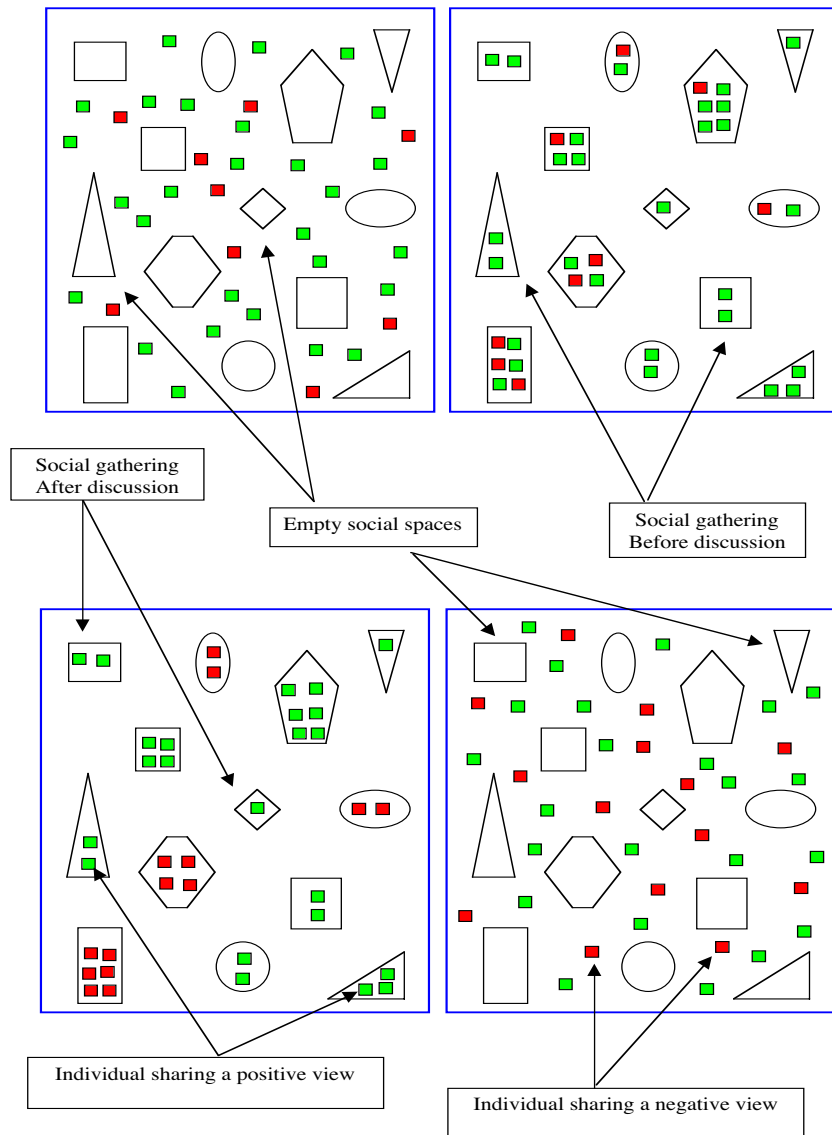 Social gathering
After discussion
Empty social spaces
Social gathering
Before discussion
Individual sharing a positive view
Individual sharing a negative view